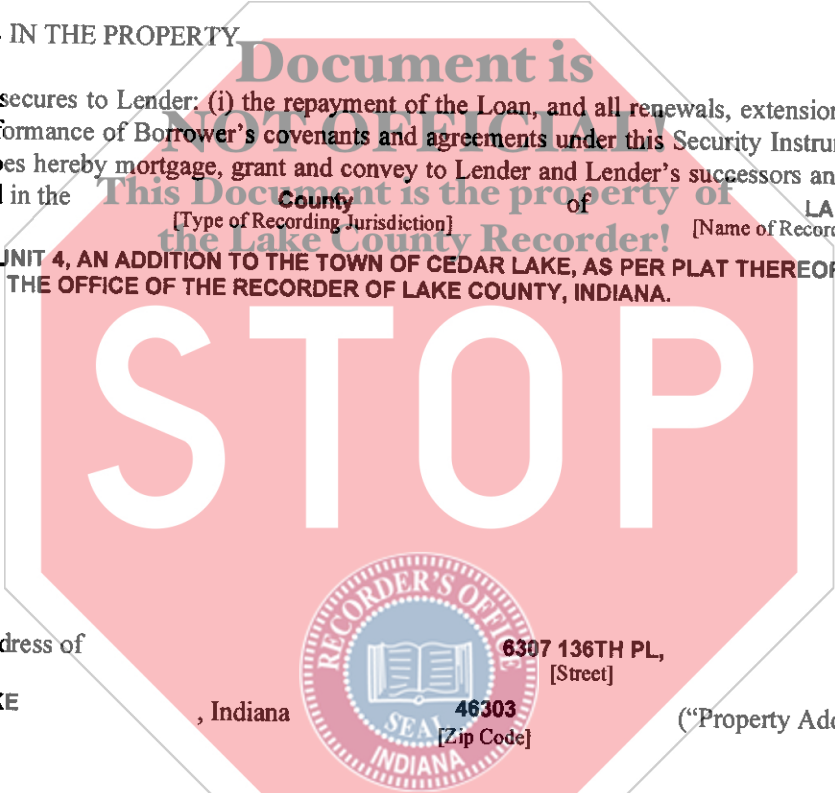 IN THE PROPERTY
Document is
secures to Lender: (i) the repayment of the Loan, and all renewals, extension
NOT OFFICIAL!
formance of Borrower's covenants and agreements under this Security Instru
es hereby mortgage, grant and convey to Lender and Lender's successors an
This Document is the property of
in the County of LA
[Type of Recording Jurisdiction] [Name of Record
the Lake County Recorder!
UNIT 4, AN ADDITION TO THE TOWN OF CEDAR LAKE, AS PER PLAT THEREOF
THE OFFICE OF THE RECORDER OF LAKE COUNTY, INDIANA.
STOP
RECORDER'S OFFICE
dress of 6307 136TH PL,
[Street]
KE , Indiana 46303 ("Property Add
SEAL
[Zip Code]
INDIANA